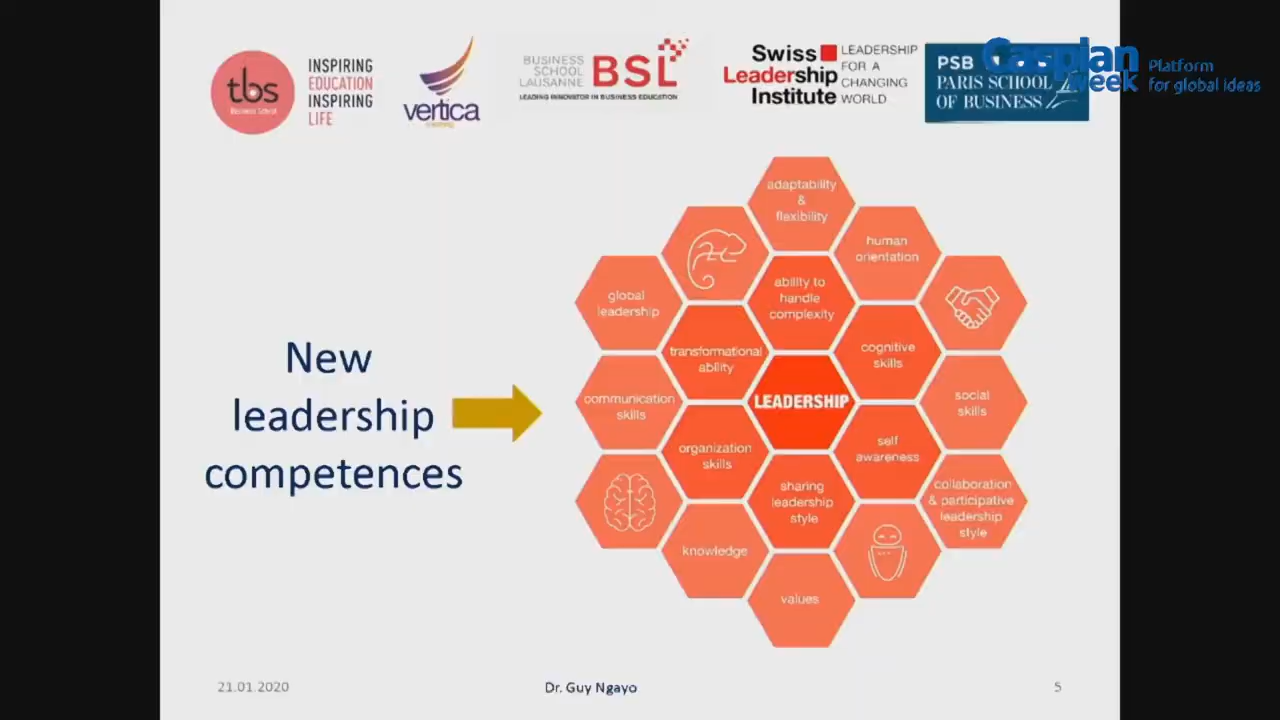 tbs
Business School
INSPIRING
EDUCATION
INSPIRING
LIFE
vertica
BUSINESS
SCHOOL
LAUSANNE
BSL
LEADING INNOVATOR IN BUSINESS EDUCATION
Swiss
Leadership
Institute
LEADERSHIP
FOR A
CHANGING
WORLD
PSB
PARIS SCHOOL
OF BUSINESS
Caspian
week
Platform
for global ideas
New
leadership
competences
adaptability
&
flexibility
human
orientation
global
leadership
ability to
handle
complexity
transformational
ability
cognitive
skills
communication
skills
LEADERSHIP
social
skills
organization
skills
self
awareness
sharing
leadership
style
collaboration
& participative
leadership
style
knowledge
values
21.01.2020
Dr. Guy Ngayo
5